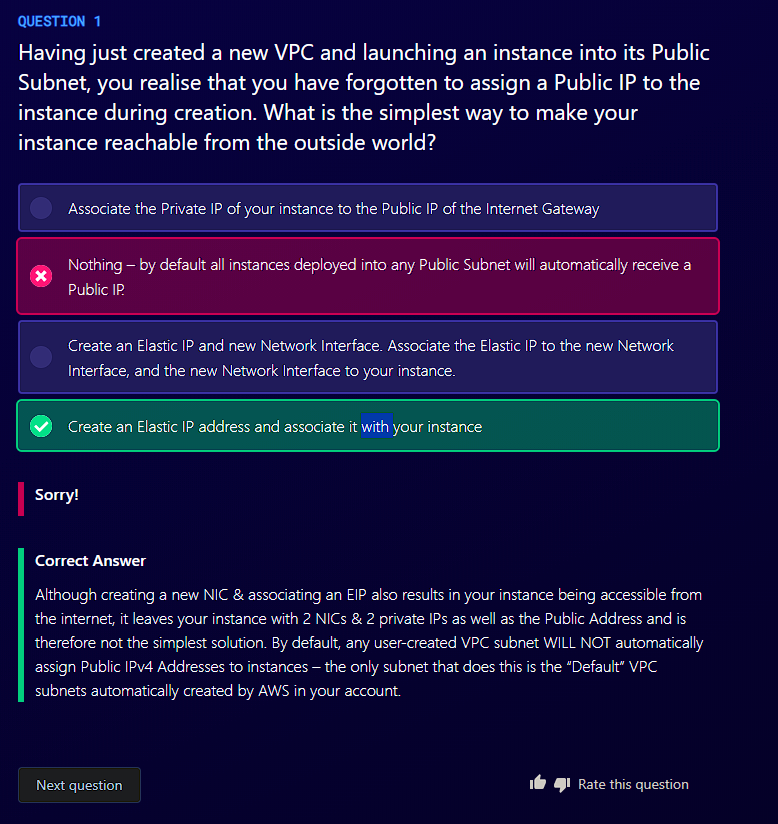 QUESTION 1
Having just created a new VPC and launching an instance into its Public
Subnet, you realise that you have forgotten to assign a Public IP to the
instance during creation. What is the simplest way to make your
instance reachable from the outside world?
Associate the Private IP of your instance to the Public IP of the Internet Gateway
Nothing – by default all instances deployed into any Public Subnet will automatically receive a
Public IP.
Create an Elastic IP and new Network Interface. Associate the Elastic IP to the new Network
Interface, and the new Network Interface to your instance.
Create an Elastic IP address and associate it with your instance
Sorry!
Correct Answer
Although creating a new NIC & associating an EIP also results in your instance being accessible from
the internet, it leaves your instance with 2 NICs & 2 private IPs as well as the Public Address and is
therefore not the simplest solution. By default, any user-created VPC subnet WILL NOT automatically
assign Public IPv4 Addresses to instances – the only subnet that does this is the “Default” VPC
subnets automatically created by AWS in your account.
Next question
Rate this question